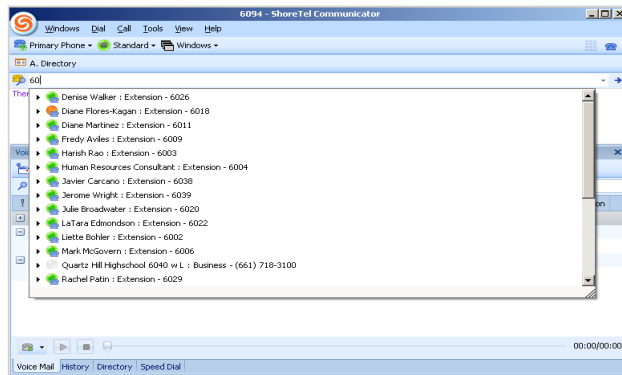 6094 - ShoreTel Communicator
Windows Dial Call Tools View Help
Primary Phone Standard Windows
A. Directory
60
Ther
Denise Walker : Extension - 6026
Diane Flores-Kagan : Extension - 6018
Diane Martinez : Extension - 6011
Fredy Aviles : Extension - 6009
Harish Rao : Extension - 6003
Human Resources Consultant : Extension - 6004
Javier Carcano : Extension - 6038
Jerome Wright : Extension - 6039
Julie Broadwater : Extension - 6020
LaTara Edmondson : Extension - 6022
Liette Bohler : Extension - 6002
Mark McGovern : Extension - 6006
Quartz Hill Highschool 6040 w L : Business - (661) 718-3100
Rachel Patin : Extension - 6029
Voic
! on
00:00/00:00
Voice Mail History Directory Speed Dial